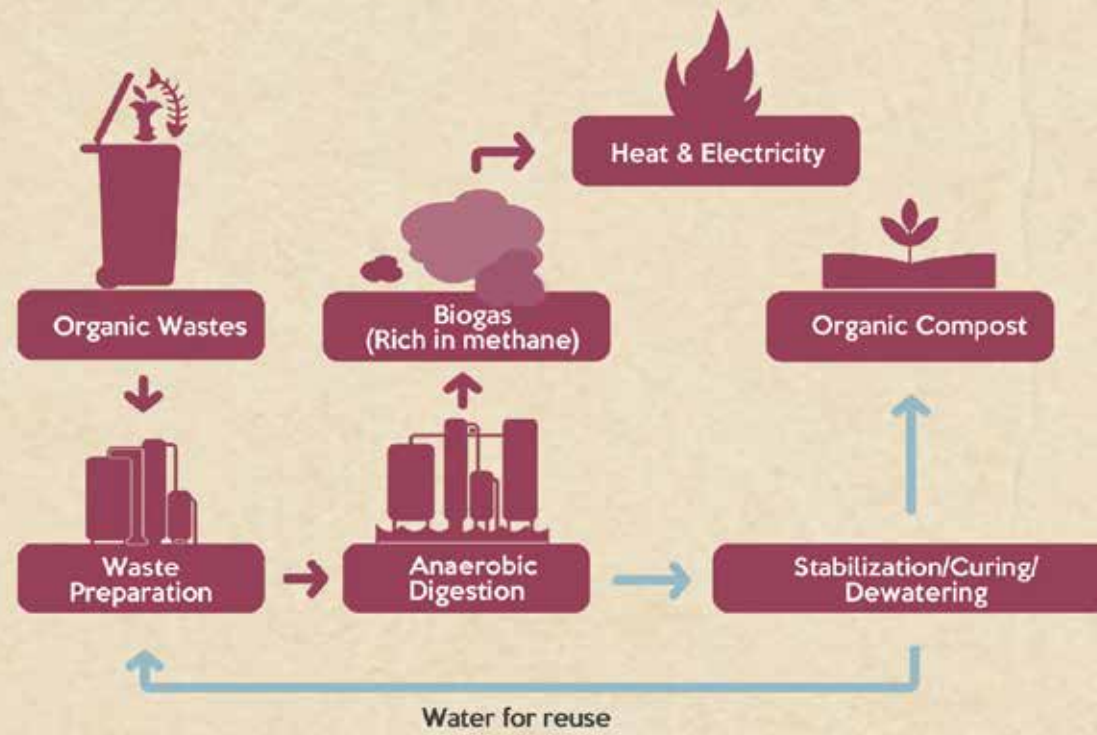 Heat & Electricity
Organic Wastes
Biogas
(Rich in methane)
Organic Compost
Waste
Preparation
Anaerobic
Digestion
Stabilization/Curing/
Dewatering
Water for reuse